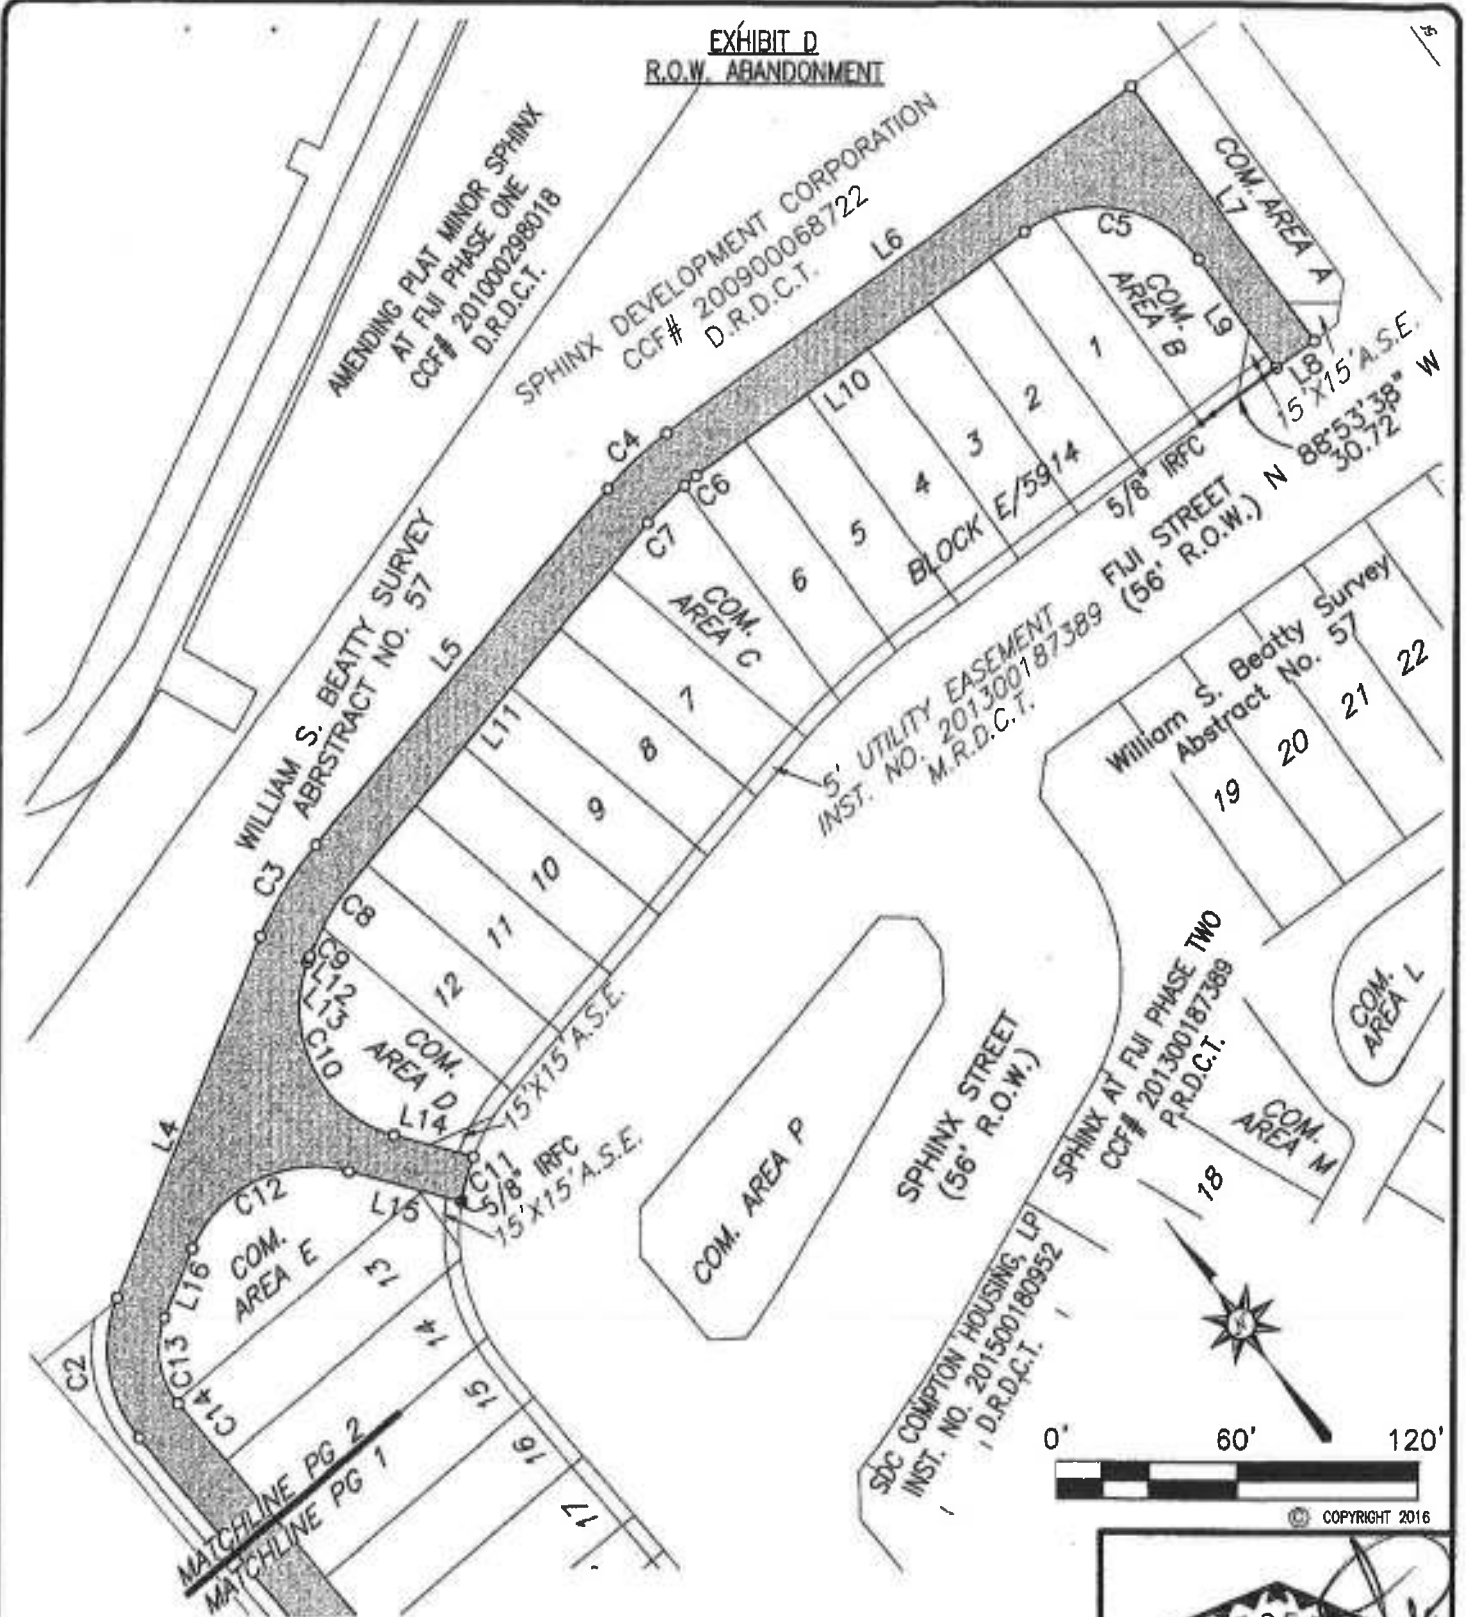 EXHIBIT D
R.O.W. ABANDONMENT
AMENDING PLAT MINOR SPHINX
AT FIJI PHASE ONE
CCF# 201000298018
D.R.D.C.T.
SPHINX DEVELOPMENT CORPORATION
CCF# 200900068722
D.R.D.C.T.
L6
COM. AREA A
L7
C5
COM.
AREA B
L9
L8
15'X15' A.S.E.
N 88°53'38" W
30.72'
5/8" IRFC
FIJI STREET
(56' R.O.W.)
C4
C6
C7
L10
1
2
3
4
5
6
BLOCK E/5914
COM.
AREA C
WILLIAM S. BEATTY SURVEY
ABRSTRACT NO. 57
L5
L11
7
8
9
10
11
12
5' UTILITY EASEMENT
INST. NO. 201300187389
M.R.D.C.T.
William S. Beatty Survey
Abstract No. 57
19
20
21
22
C3
C8
C9
L12
L13
C10
COM.
AREA D
15'X15' A.S.E.
L14
C11
5/8" IRFC
15'X15' A.S.E.
L4
C12
L15
L16
COM.
AREA E
C13
C14
C2
13
14
15
16
17
MATCHLINE PG 2
MATCHLINE PG 1
COM. AREA P
SPHINX STREET
(56' R.O.W.)
SPHINX AT FIJI PHASE TWO
CCF# 201300187389
P.R.D.C.T.
COM.
AREA L
COM.
AREA M
18
SDC COMPTON HOUSING, LP
INST. NO. 201500180952
D.R.D.C.T.
N
0' 60' 120'
© COPYRIGHT 2016